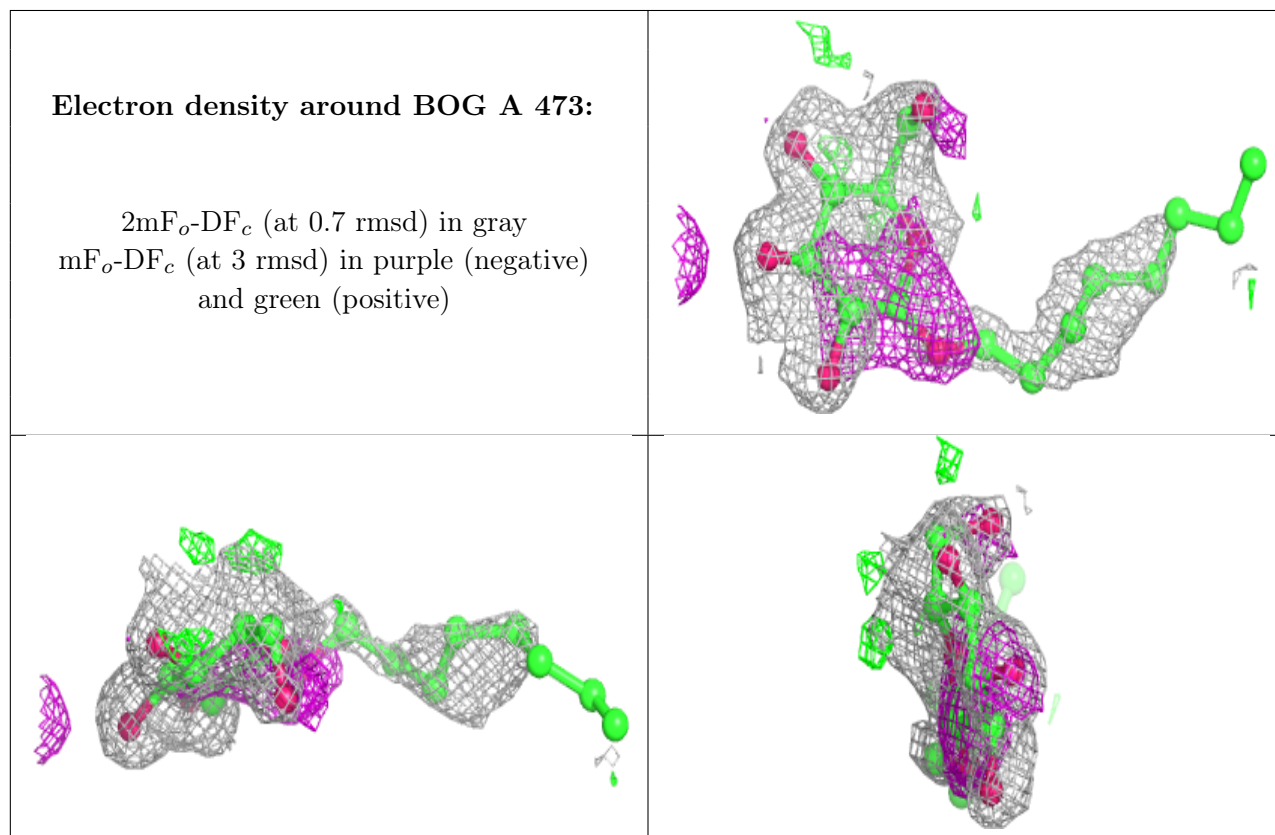 Electron density around BOG A 473:
2mFo-DFc (at 0.7 rmsd) in gray
mFo-DFc (at 3 rmsd) in purple (negative)
and green (positive)